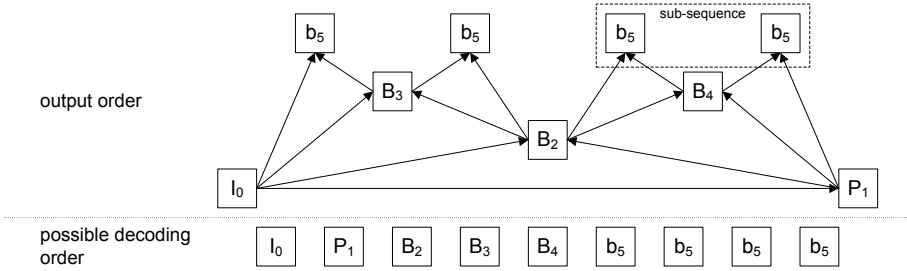 sub-sequence
b₅ b₅ b₅ b₅
output order
B₃ B₄
B₂
I₀ P₁
possible decoding
order
I₀ P₁ B₂ B₃ B₄ b₅ b₅ b₅ b₅